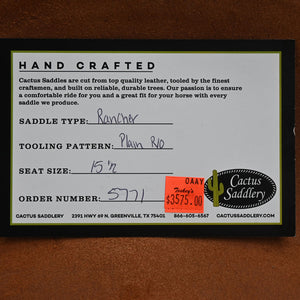 HAND CRAFTED
Cactus Saddles are cut from top quality leather, tooled by the finest
craftsmen, and built on reliable, durable trees. Our passion is to ensure
a comfortable ride for you and a great fit for your horse with every
saddle we produce.
SADDLE TYPE: Rancher
TOOLING PATTERN: Plain R/O
SEAT SIZE: 15 ½
ORDER NUMBER: 5771
DAAY
Today's
$3575.00
Cactus
Saddlery
CACTUS SADDLERY 2391 HWY 69 N. GREENVILLE, TX 75401 866-605-6567 CACTUSSADDLERY.COM